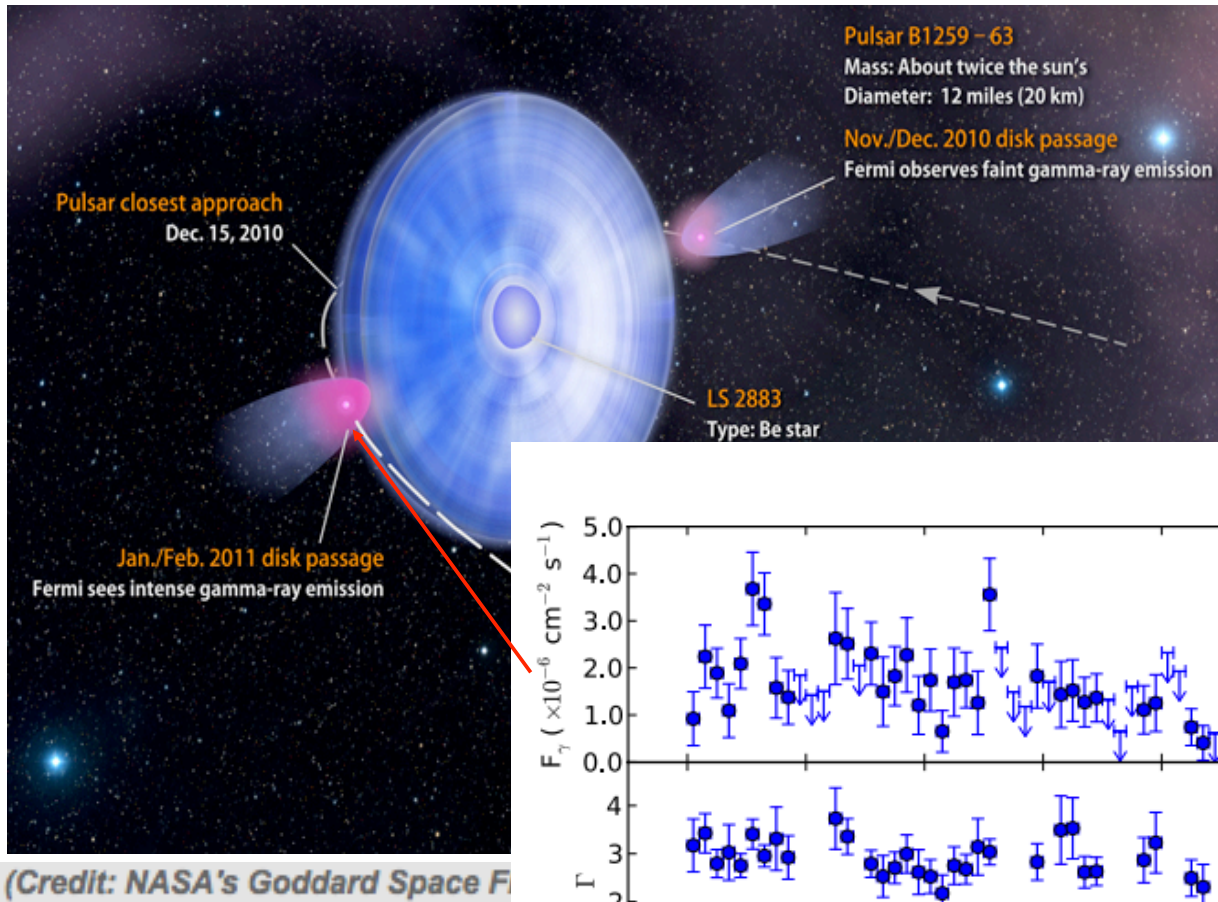 Pulsar B1259 – 63
Mass: About twice the sun's
Diameter: 12 miles (20 km)
Nov./Dec. 2010 disk passage
Fermi observes faint gamma-ray emission
Pulsar closest approach
Dec. 15, 2010
LS 2883
Type: Be star
Jan./Feb. 2011 disk passage
Fermi sees intense gamma-ray emission
F_γ ( ×10⁻⁶ cm⁻² s⁻¹)
5.0
4.0
3.0
2.0
1.0
0.0
Γ
4
3
2
(Credit: NASA's Goddard Space